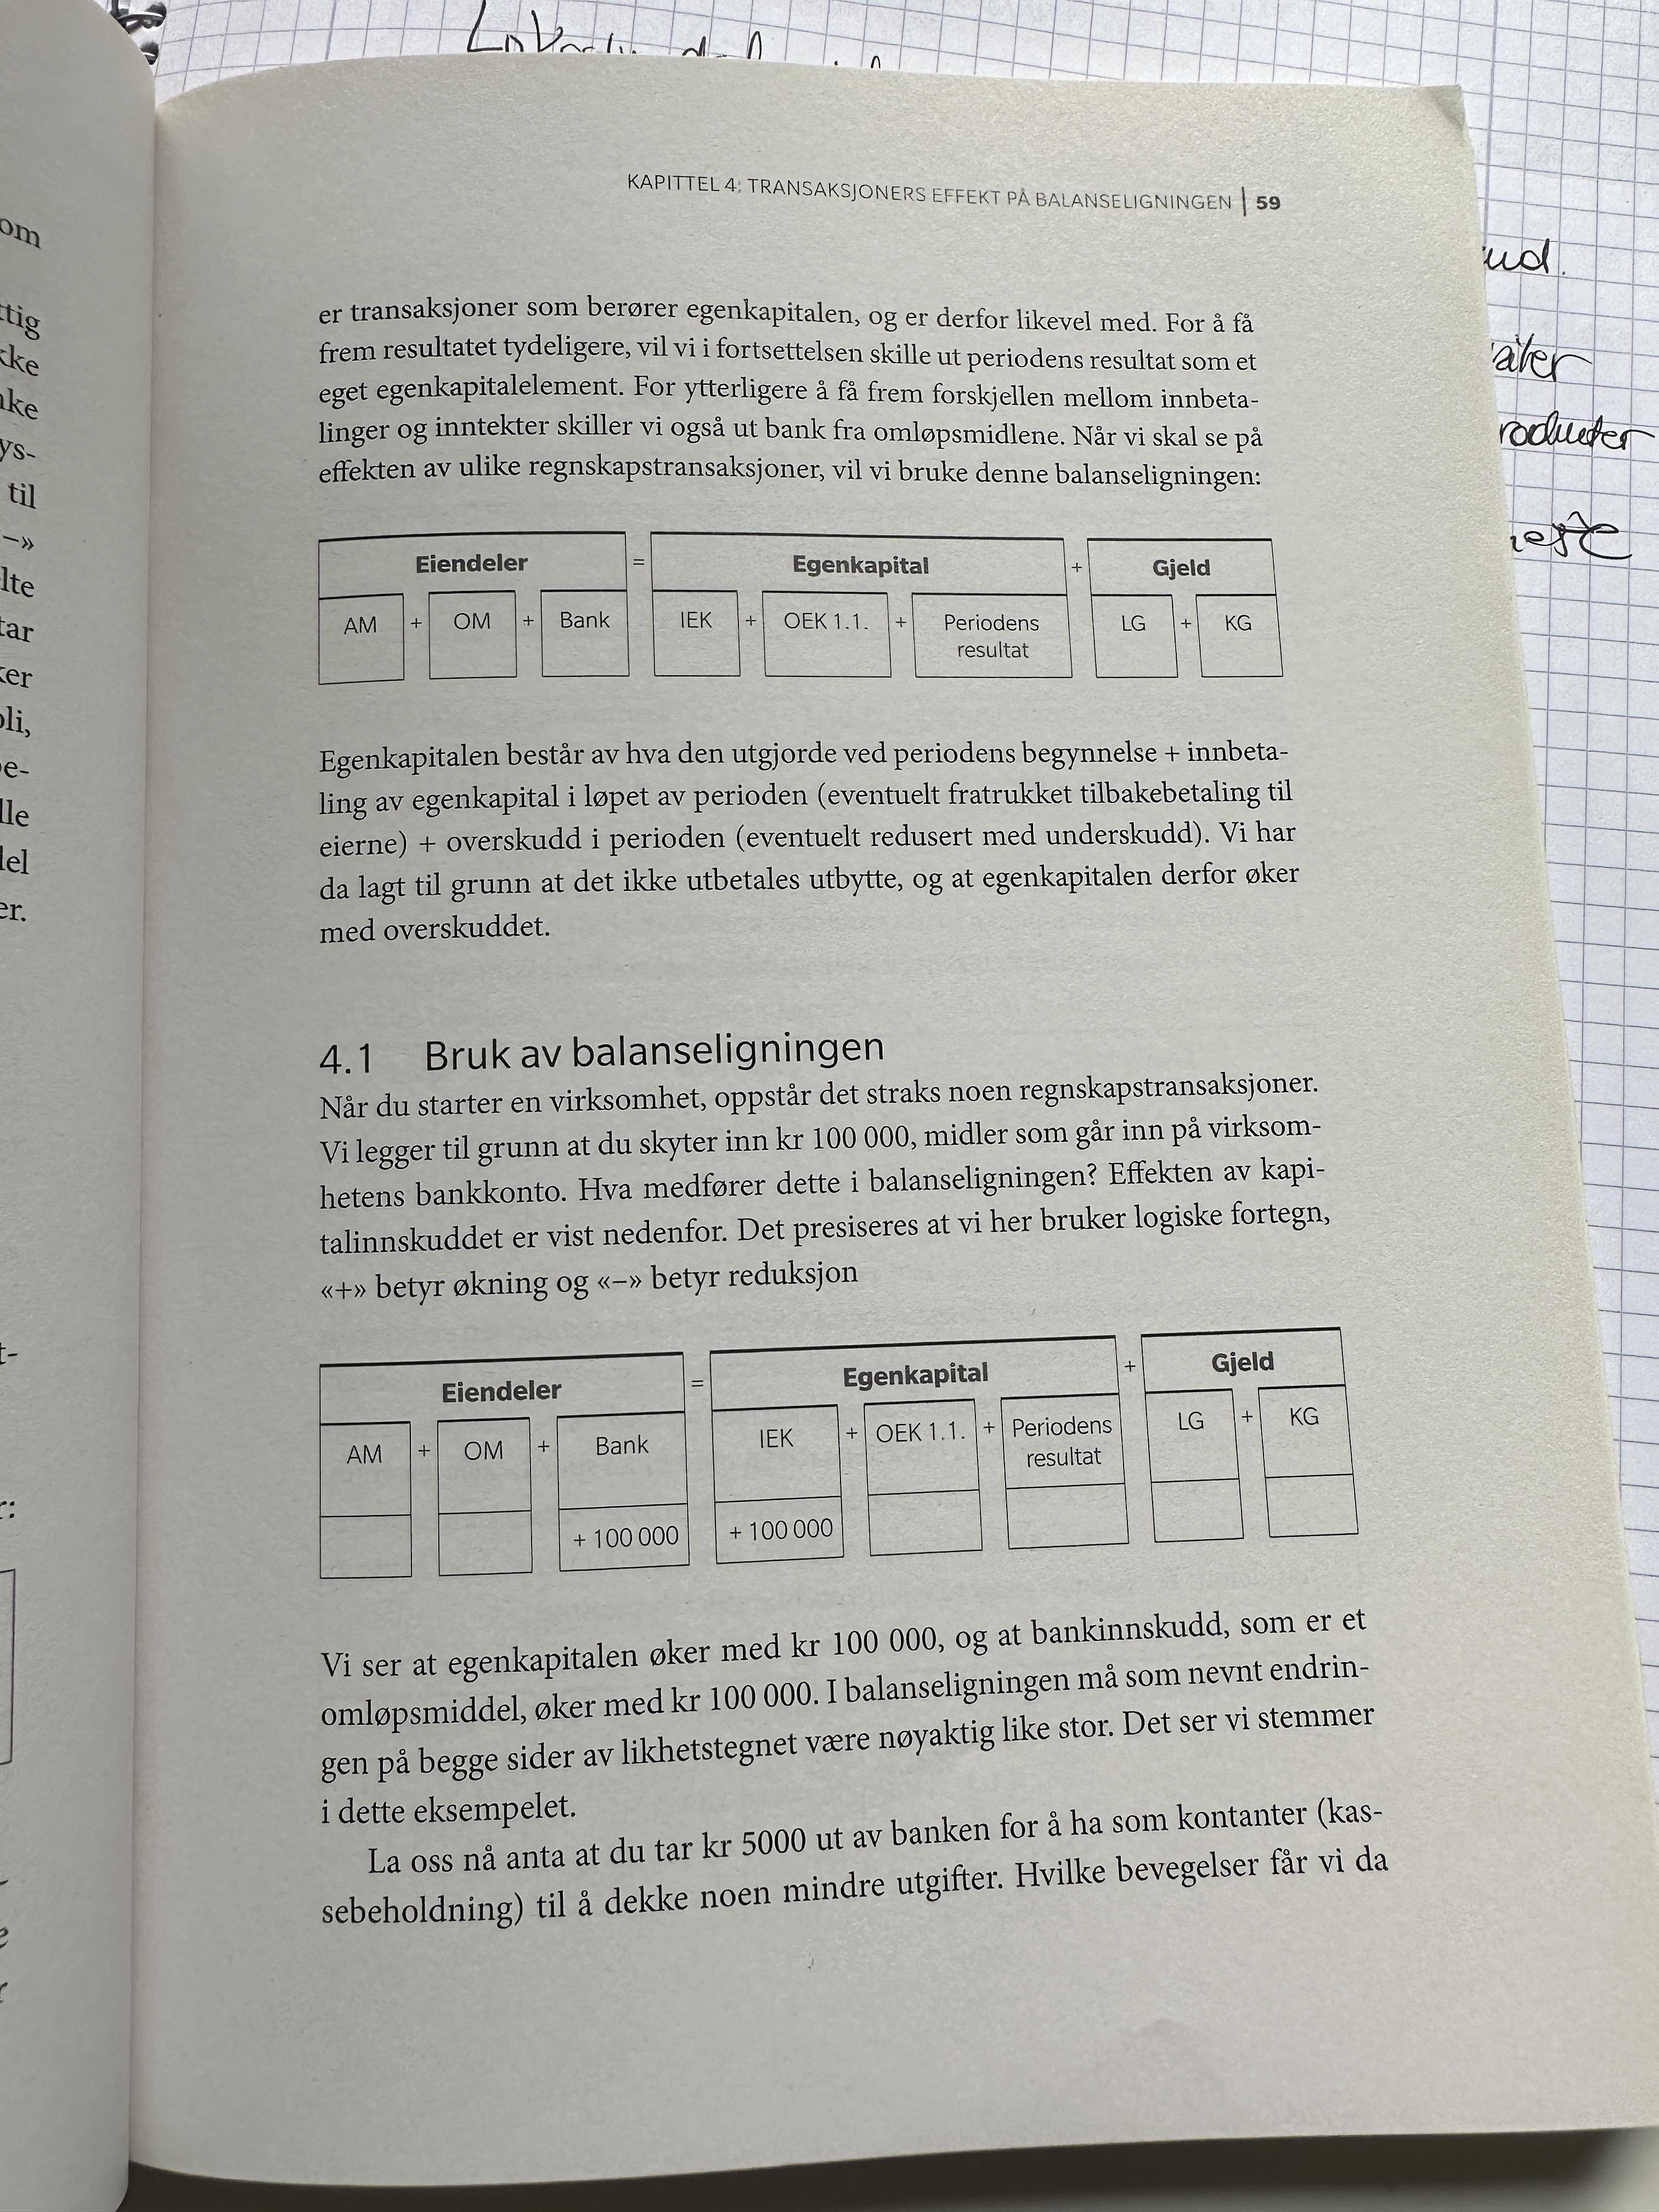 KAPITTEL 4: TRANSAKSJONERS EFFEKT PÅ BALANSELIGNINGEN | 59
er transaksjoner som berører egenkapitalen, og er derfor likevel med. For å få
frem resultatet tydeligere, vil vi i fortsettelsen skille ut periodens resultat som et
eget egenkapitalelement. For ytterligere å få frem forskjellen mellom innbeta-
linger og inntekter skiller vi også ut bank fra omløpsmidlene. Når vi skal se på
effekten av ulike regnskapstransaksjoner, vil vi bruke denne balanseligningen:
Eiendeler = Egenkapital + Gjeld
AM + OM + Bank IEK + OEK 1.1. + Periodens LG + KG
resultat
Egenkapitalen består av hva den utgjorde ved periodens begynnelse + innbeta-
ling av egenkapital i løpet av perioden (eventuelt fratrukket tilbakebetaling til
eierne) + overskudd i perioden (eventuelt redusert med underskudd). Vi har
da lagt til grunn at det ikke utbetales utbytte, og at egenkapitalen derfor øker
med overskuddet.
4.1 Bruk av balanseligningen
Når du starter en virksomhet, oppstår det straks noen regnskapstransaksjoner.
Vi legger til grunn at du skyter inn kr 100 000, midler som går inn på virksom-
hetens bankkonto. Hva medfører dette i balanseligningen? Effekten av kapi-
talinnskuddet er vist nedenfor. Det presiseres at vi her bruker logiske fortegn,
«+» betyr økning og «–» betyr reduksjon
Eiendeler = Egenkapital + Gjeld
AM + OM + Bank IEK + OEK 1.1. + Periodens LG + KG
resultat
+ 100 000 + 100 000
Vi ser at egenkapitalen øker med kr 100 000, og at bankinnskudd, som er et
omløpsmiddel, øker med kr 100 000. I balanseligningen må som nevnt endrin-
gen på begge sider av likhetstegnet være nøyaktig like stor. Det ser vi stemmer
i dette eksempelet.
La oss nå anta at du tar kr 5000 ut av banken for å ha som kontanter (kas-
sebeholdning) til å dekke noen mindre utgifter. Hvilke bevegelser får vi da